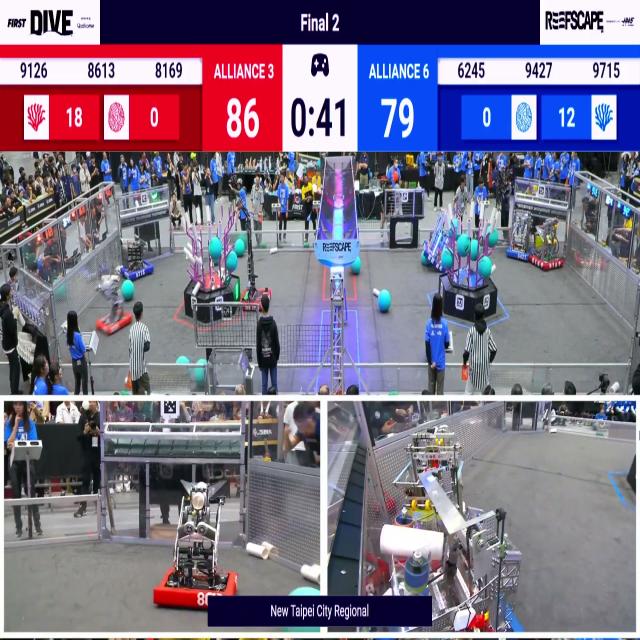 FIRST DIVE
Final 2
REEFSCAPE
9126 8613 8169
ALLIANCE 3
ALLIANCE 6
6245 9427 9715
18 0
86
0:41
79
0 12
REEFSCAPE
New Taipei City Regional